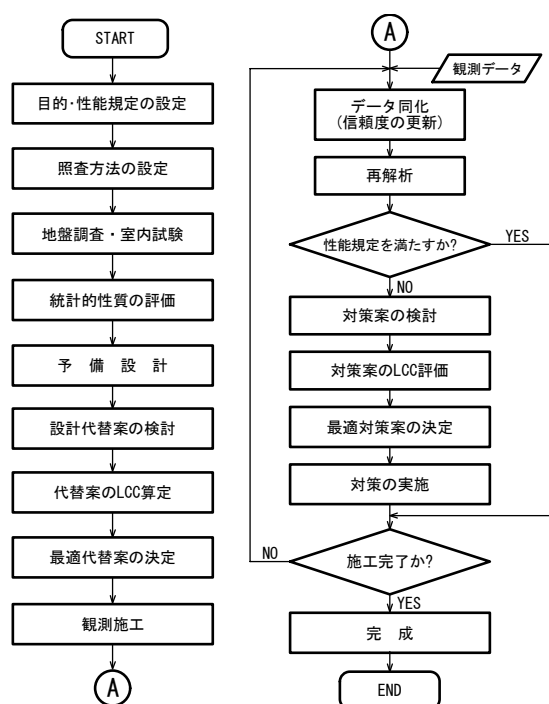 START
目的・性能規定の設定
照査方法の設定
地盤調査・室内試験
統計的性質の評価
予 備 設 計
設計代替案の検討
代替案のLCC算定
最適代替案の決定
観測施工
A
A
観測データ
データ同化
(信頼度の更新)
再解析
性能規定を満たすか?
YES
NO
対策案の検討
対策案のLCC評価
最適対策案の決定
対策の実施
施工完了か?
NO
YES
完 成
END